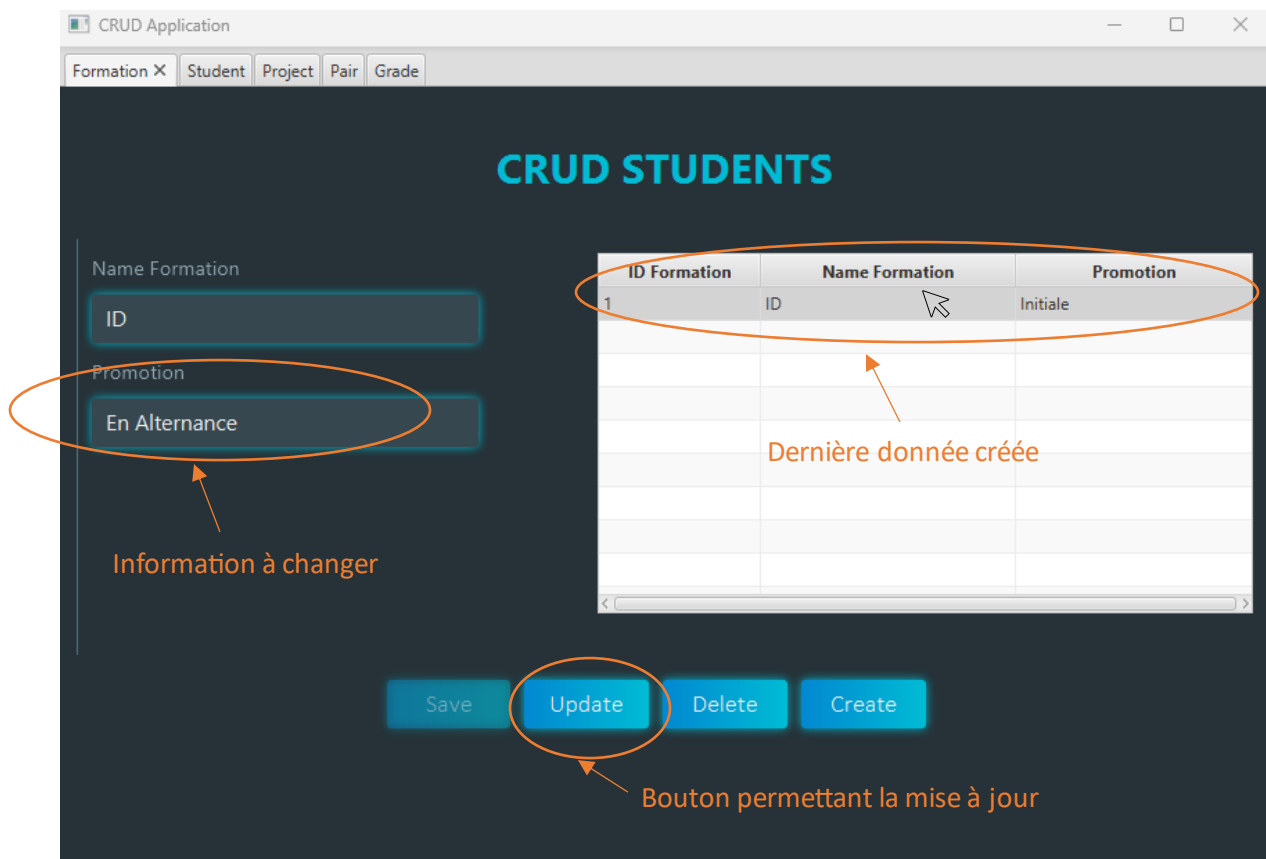 CRUD Application
Formation Student Project Pair Grade
CRUD STUDENTS
Name Formation
ID
Promotion
En Alternance
ID Formation Name Formation Promotion
1 ID Initiale
Dernière donnée créée
Information à changer
Save Update Delete Create
Bouton permettant la mise à jour